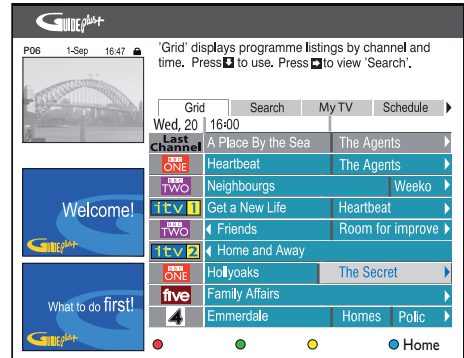 GUIDE plus+
P06 1-Sep 16:47
'Grid' displays programme listings by channel and
time. Press to use. Press to view 'Search'.
Grid Search My TV Schedule
Wed, 20 16:00
Last Channel A Place By the Sea The Agents
BBC ONE Heartbeat The Agents
BBC TWO Neighbourgs Weeko
itv 1 Get a New Life Heartbeat
BBC TWO Friends Room for improve
itv 2 Home and Away
BBC ONE Hollyoaks The Secret
five Family Affairs
4 Emmerdale Homes Polic
Welcome!
GUIDE plus+
What to do first!
GUIDE plus+
Home